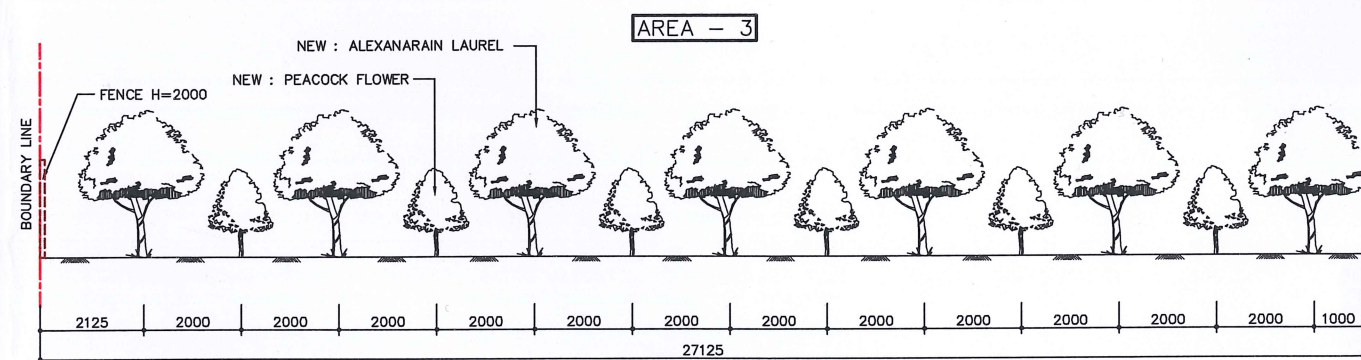 AREA - 3
NEW : ALEXANARAIN LAUREL
NEW : PEACOCK FLOWER
FENCE H=2000
BOUNDARY LINE
2125 2000 2000 2000 2000 2000 2000 2000 2000 2000 2000 2000 2000 1000
27125